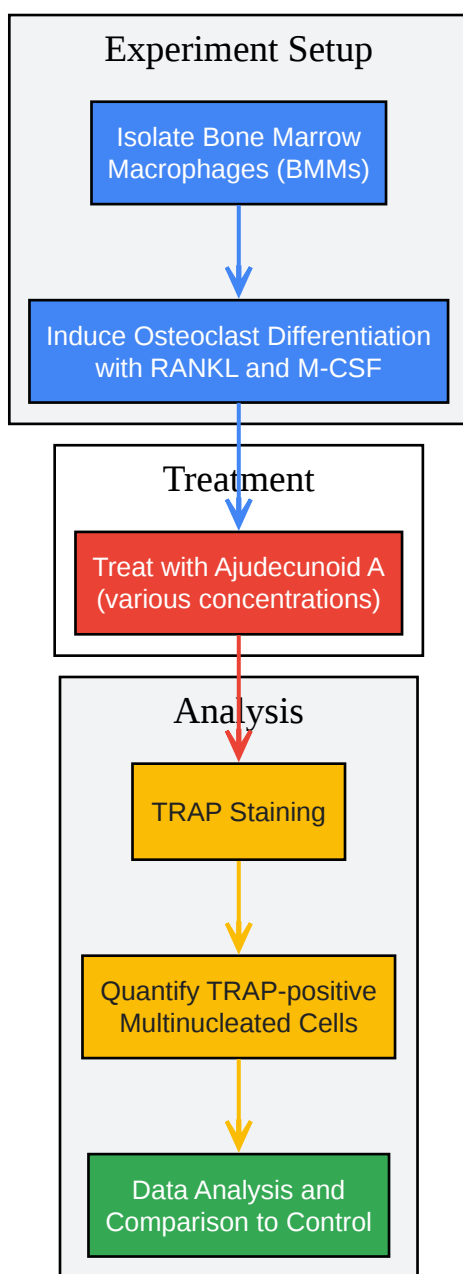 Experiment Setup
Isolate Bone Marrow
Macrophages (BMMs)
Induce Osteoclast Differentiation
with RANKL and M-CSF
Treatment
Treat with Ajudecunoid A
(various concentrations)
Analysis
TRAP Staining
Quantify TRAP-positive
Multinucleated Cells
Data Analysis and
Comparison to Control